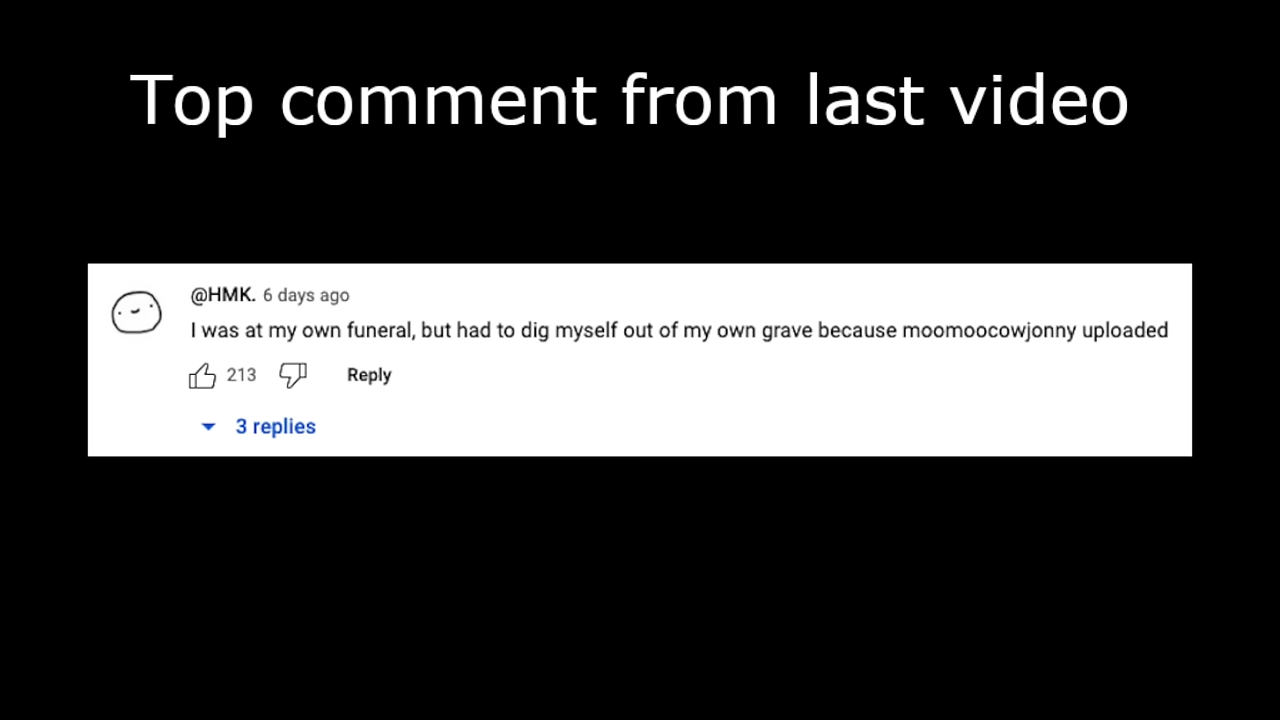 Top comment from last video
@HMK. 6 days ago
I was at my own funeral, but had to dig myself out of my own grave because moomoocowjonny uploaded
213 Reply
3 replies